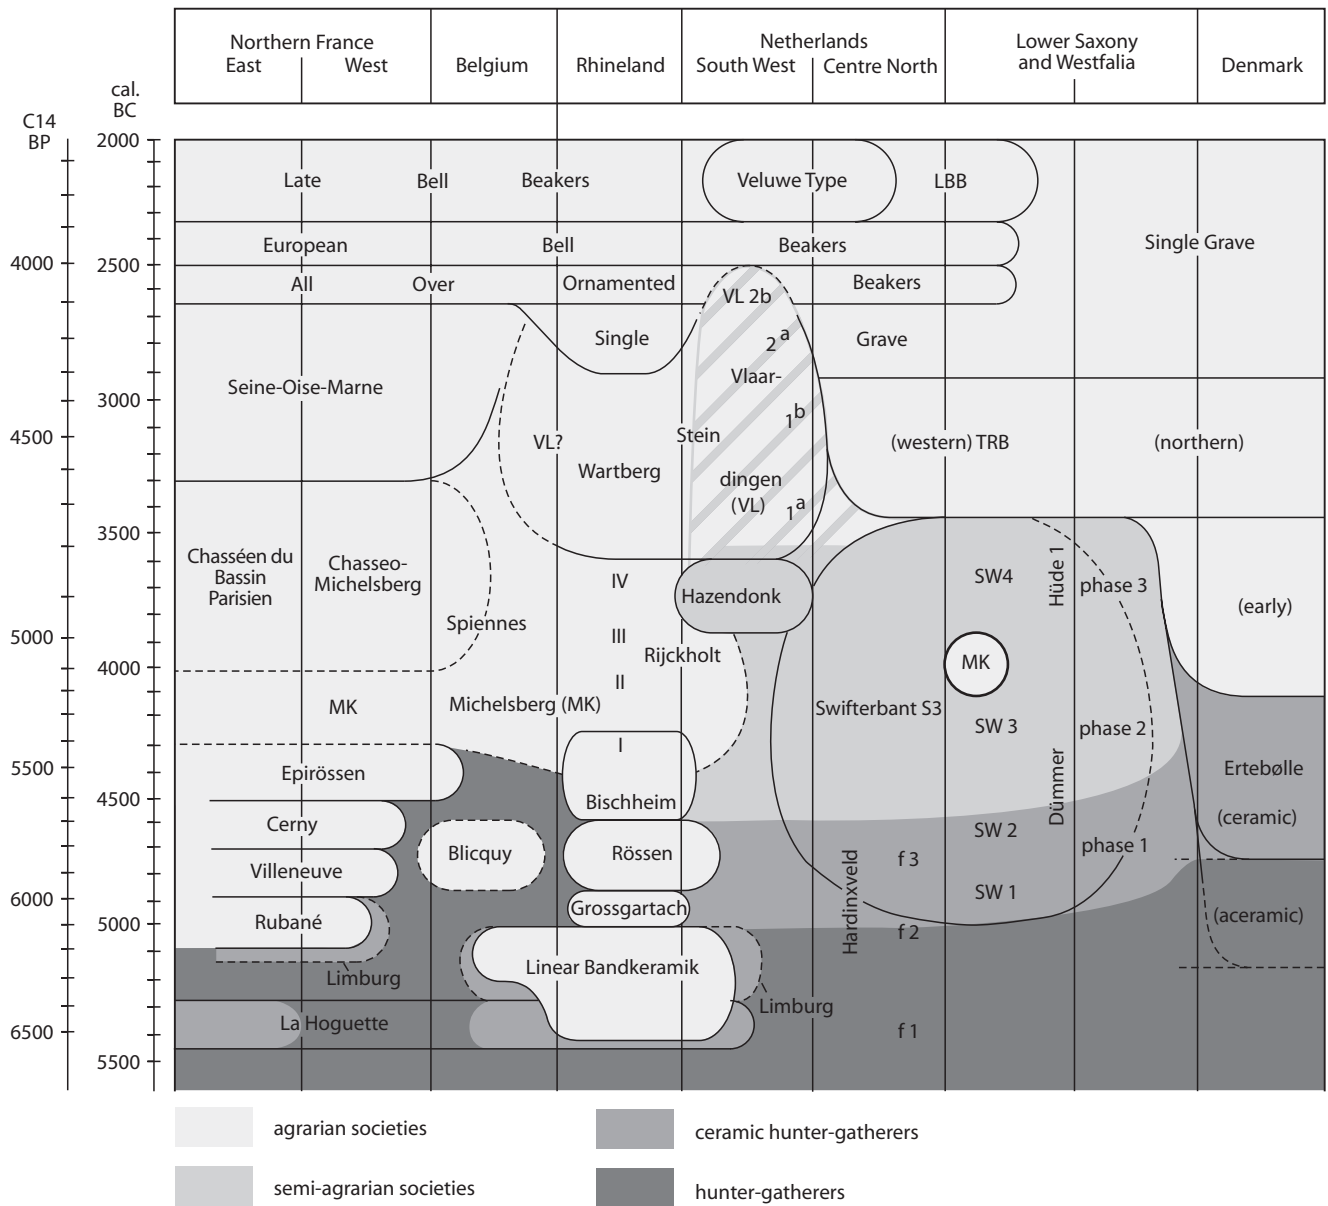 Northern France
East
West
Belgium
Rhineland
Netherlands
South West
Centre North
Lower Saxony
and Westfalia
Denmark
C14
BP
cal.
BC
2000
2500
3000
3500
4000
4500
5000
5500
4000
4500
5000
5500
6000
6500
Late Bell Beakers
Veluwe Type
LBB
European Bell Beakers
Single Grave
All Over Ornamented Beakers
VL 2b
Single
2a
Grave
Seine-Oise-Marne
Vlaar-
1b
VL?
Stein
(western) TRB
(northern)
Wartberg
dingen
(VL)
1a
Chasséen du
Bassin
Parisien
Chasseo-
Michelsberg
IV
Hazendonk
SW4
Hüde 1
phase 3
(early)
Spiennes
III
Rijckholt
MK
II
MK
Michelsberg (MK)
Swifterbant S3
SW 3
phase 2
I
Epirössen
Bischheim
Dümmer
Ertebølle
(ceramic)
Cerny
SW 2
phase 1
Blicquy
Rössen
f 3
Villeneuve
Hardinxveld
SW 1
Grossgartach
Rubané
f 2
(aceramic)
Limburg
Linear Bandkeramik
Limburg
La Hoguette
f 1
agrarian societies
ceramic hunter-gatherers
semi-agrarian societies
hunter-gatherers